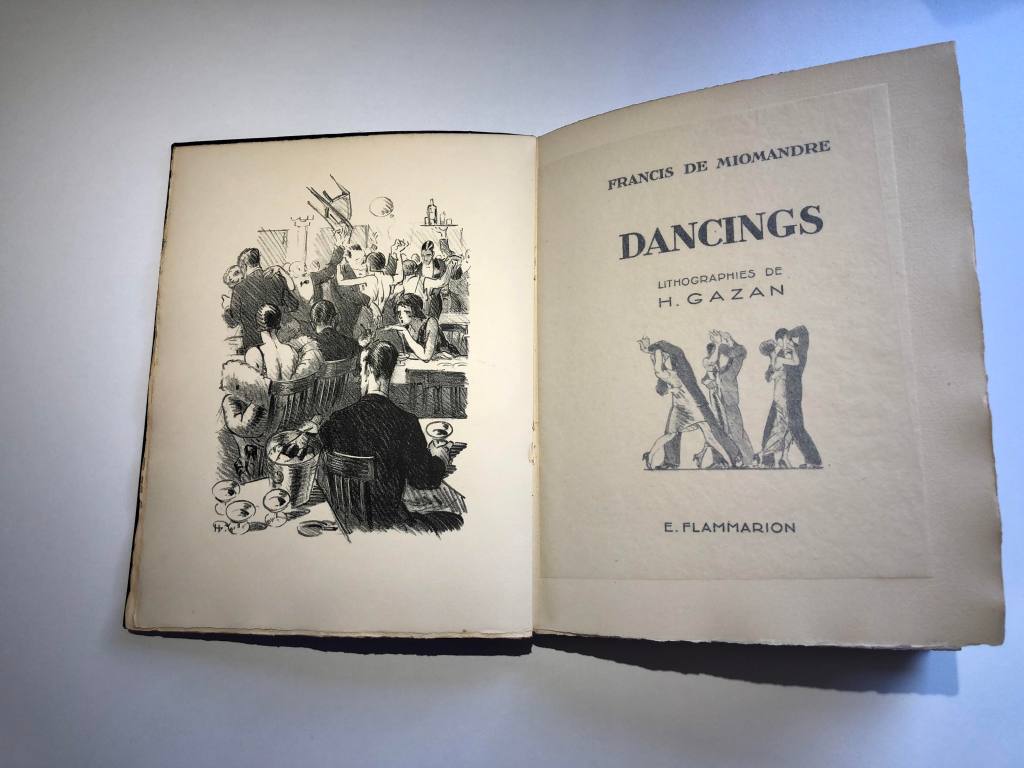 FRANCIS DE MIOMANDRE
DANCINGS
LITHOGRAPHIES DE
H. GAZAN
E. FLAMMARION